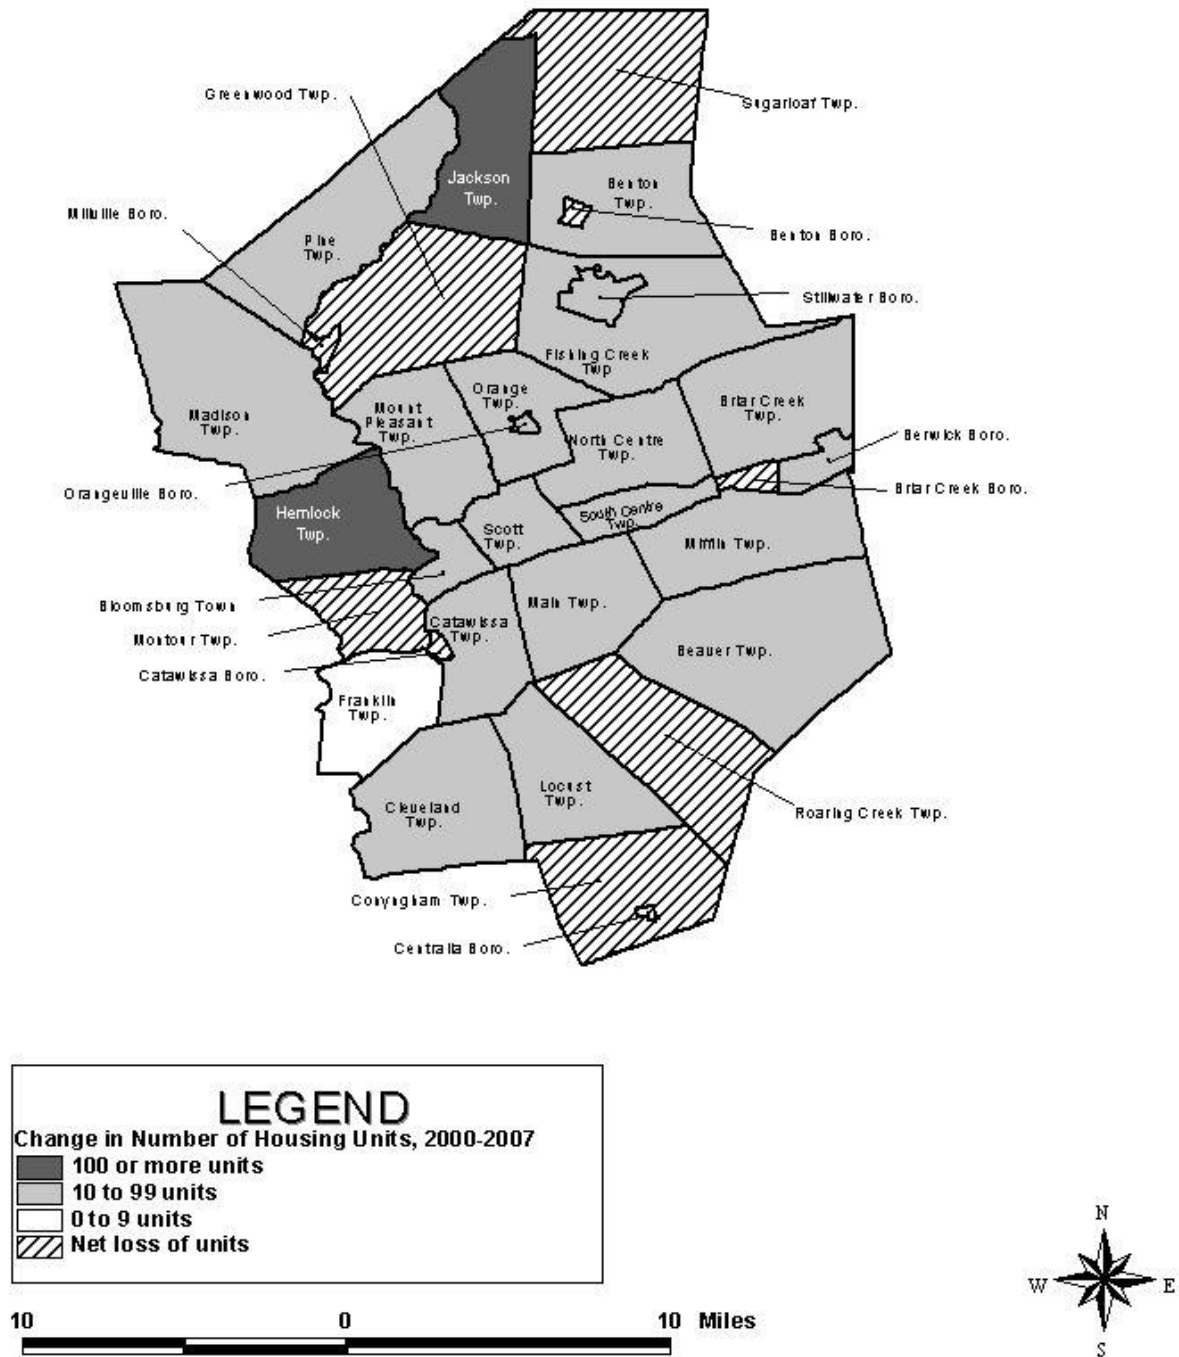 Greenwood Twp.
Sugarloaf Twp.
Jackson
Twp.
Benton
Twp.
Millville Boro.
Pine
Twp.
Benton Boro.
Stillwater Boro.
Fishing Creek
Twp
Madison
Twp.
Mount
Pleasant Twp.
Orange
Twp.
Briar Creek
Twp.
North Centre
Twp.
Berwick Boro.
Orangeville Boro.
Briar Creek Boro.
Hemlock
Twp.
South Centre
Twp.
Scott
Twp.
Mifflin Twp.
Bloomsburg Town
Main Twp.
Montour Twp.
Catawissa
Twp.
Beaver Twp.
Catawissa Boro.
Franklin
Twp.
Locust
Twp.
Cleveland
Twp.
Roaring Creek Twp.
Conyngham Twp.
Centralia Boro.
LEGEND
Change in Number of Housing Units, 2000-2007
100 or more units
10 to 99 units
0 to 9 units
Net loss of units
10 0 10 Miles
N
W E
S